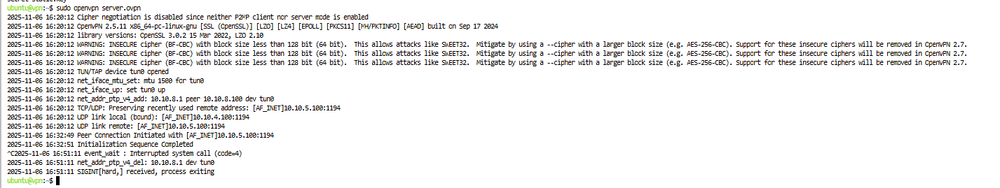 secret StaticKey
ubuntu@vpn:~$ sudo openvpn server.ovpn
2025-11-06 16:20:12 Cipher negotiation is disabled since neither P2MP client nor server mode is enabled
2025-11-06 16:20:12 OpenVPN 2.5.11 x86_64-pc-linux-gnu [SSL (OpenSSL)] [LZO] [LZ4] [EPOLL] [PKCS11] [MH/PKTINFO] [AEAD] built on Sep 17 2024
2025-11-06 16:20:12 library versions: OpenSSL 3.0.2 15 Mar 2022, LZO 2.10
2025-11-06 16:20:12 WARNING: INSECURE cipher (BF-CBC) with block size less than 128 bit (64 bit).  This allows attacks like SWEET32.  Mitigate by using a --cipher with a larger block size (e.g. AES-256-CBC). Support for these insecure ciphers will be removed in OpenVPN 2.7.
2025-11-06 16:20:12 WARNING: INSECURE cipher (BF-CBC) with block size less than 128 bit (64 bit).  This allows attacks like SWEET32.  Mitigate by using a --cipher with a larger block size (e.g. AES-256-CBC). Support for these insecure ciphers will be removed in OpenVPN 2.7.
2025-11-06 16:20:12 WARNING: INSECURE cipher (BF-CBC) with block size less than 128 bit (64 bit).  This allows attacks like SWEET32.  Mitigate by using a --cipher with a larger block size (e.g. AES-256-CBC). Support for these insecure ciphers will be removed in OpenVPN 2.7.
2025-11-06 16:20:12 TUN/TAP device tun0 opened
2025-11-06 16:20:12 net_iface_mtu_set: mtu 1500 for tun0
2025-11-06 16:20:12 net_iface_up: set tun0 up
2025-11-06 16:20:12 net_addr_ptp_v4_add: 10.10.8.1 peer 10.10.8.100 dev tun0
2025-11-06 16:20:12 TCP/UDP: Preserving recently used remote address: [AF_INET]10.10.5.100:1194
2025-11-06 16:20:12 UDP link local (bound): [AF_INET]10.10.4.100:1194
2025-11-06 16:20:12 UDP link remote: [AF_INET]10.10.5.100:1194
2025-11-06 16:32:49 Peer Connection Initiated with [AF_INET]10.10.5.100:1194
2025-11-06 16:32:51 Initialization Sequence Completed
^C2025-11-06 16:51:11 event_wait : Interrupted system call (code=4)
2025-11-06 16:51:11 net_addr_ptp_v4_del: 10.10.8.1 dev tun0
2025-11-06 16:51:11 SIGINT[hard,] received, process exiting
ubuntu@vpn:~$